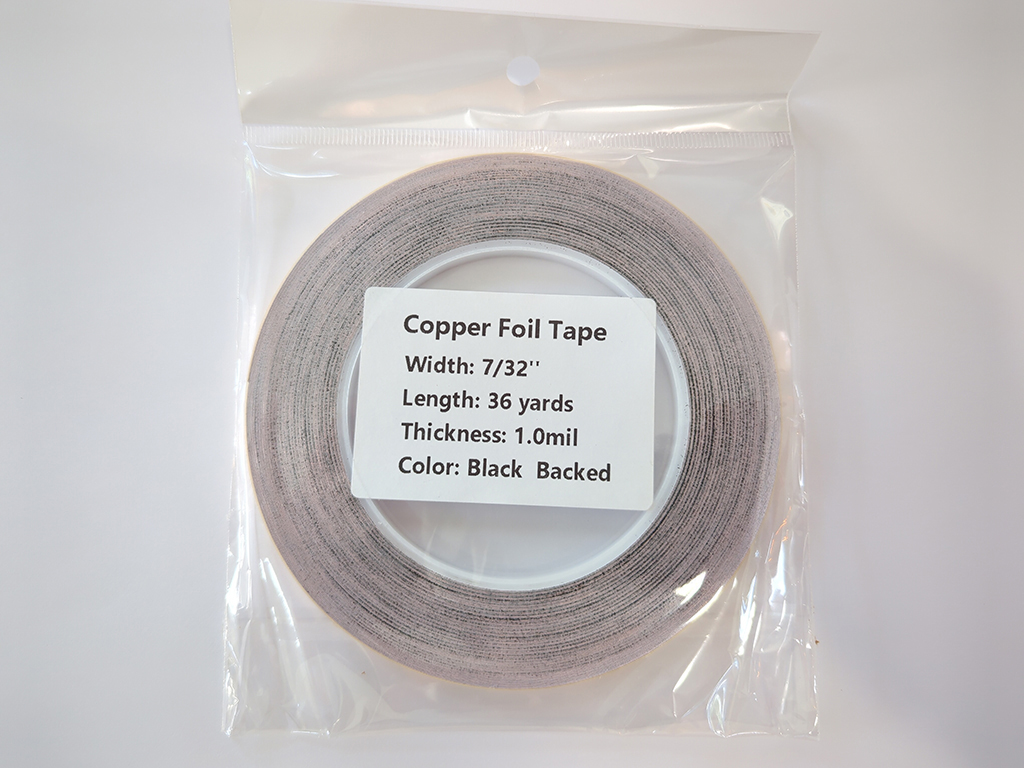 Copper Foil Tape
Width: 7/32''
Length: 36 yards
Thickness: 1.0mil
Color: Black  Backed